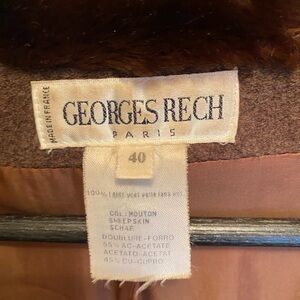 MADE IN FRANCE
GEORGES RECH
PARIS
40
100%
COL: MOUTON
SHEEPSKIN
SCHAF
DOUBLURE-FORRO
55% AC-ACETATE
ACETATO-ACETAT
45% CU-CUPRO